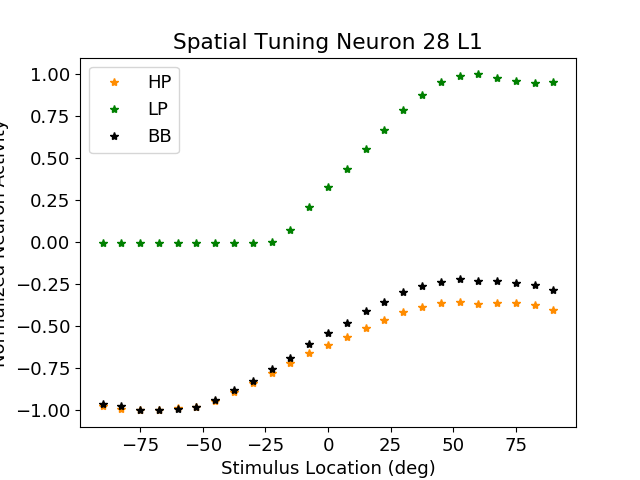 Spatial Tuning Neuron 28 L1
HP
LP
BB
1.00
0.75
0.50
0.25
0.00
−0.25
−0.50
−0.75
−1.00
Normalized Neuron Activity
−75
−50
−25
0
25
50
75
Stimulus Location (deg)